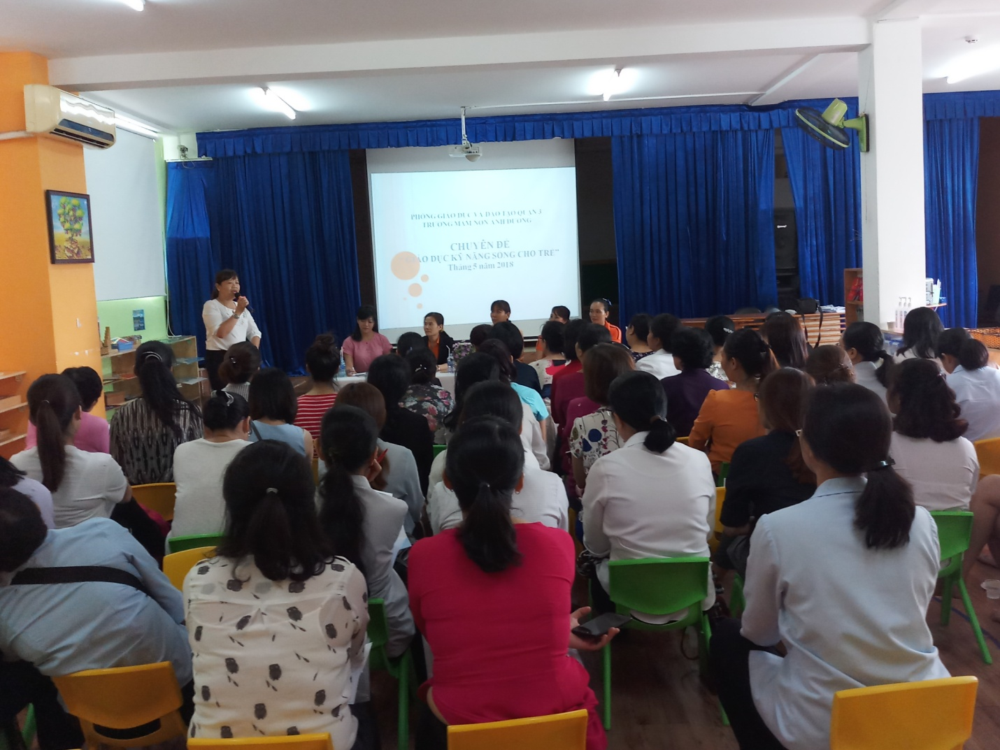 PHÒNG GIÁO DỤC VÀ ĐÀO TẠO QUẬN 3
TRƯỜNG MẦM NON ÁNH DƯƠNG
CHUYÊN ĐỀ
“GIÁO DỤC KỸ NĂNG SỐNG CHO TRẺ”
Tháng 5 năm 2018